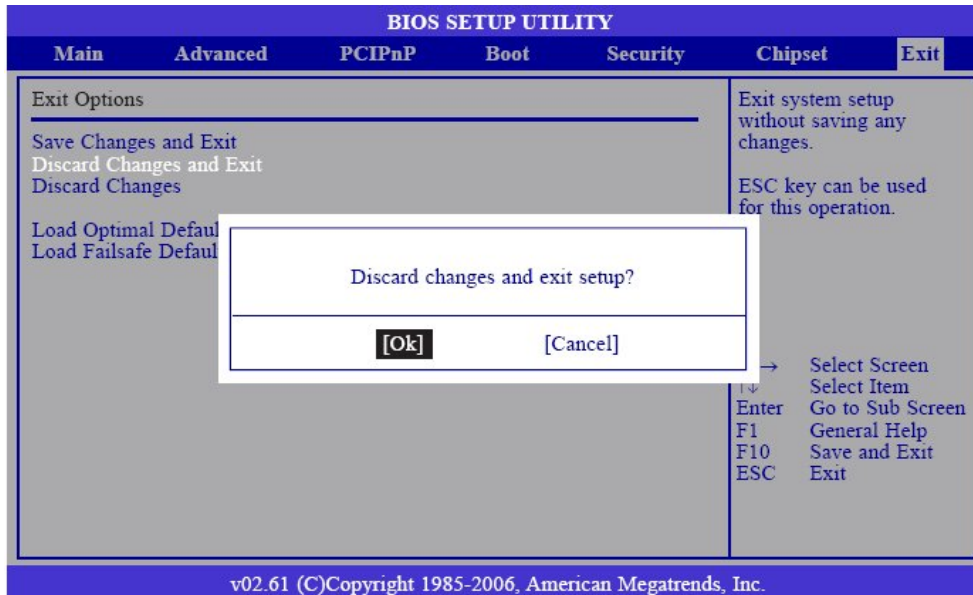 BIOS SETUP UTILITY
Main Advanced PCIPnP Boot Security Chipset Exit
Exit Options
Save Changes and Exit
Discard Changes and Exit
Discard Changes
Load Optimal Defaul
Load Failsafe Defaul
Discard changes and exit setup?
[Ok] [Cancel]
Exit system setup
without saving any
changes.
ESC key can be used
for this operation.
→ Select Screen
↑↓ Select Item
Enter Go to Sub Screen
F1 General Help
F10 Save and Exit
ESC Exit
v02.61 (C)Copyright 1985-2006, American Megatrends, Inc.